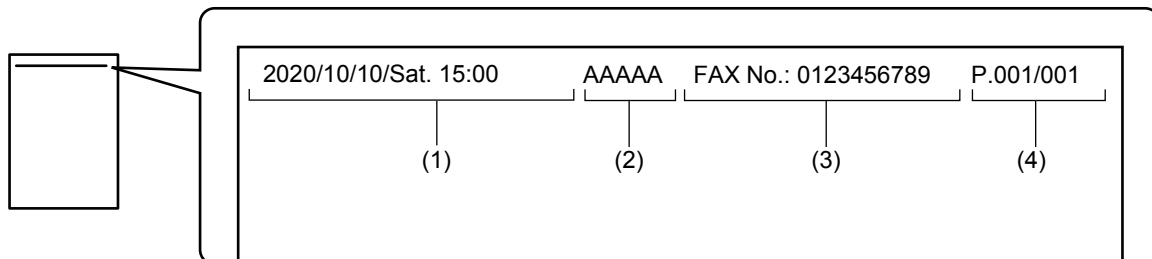 2020/10/10/Sat. 15:00 AAAAA FAX No.: 0123456789 P.001/001
(1) (2) (3) (4)